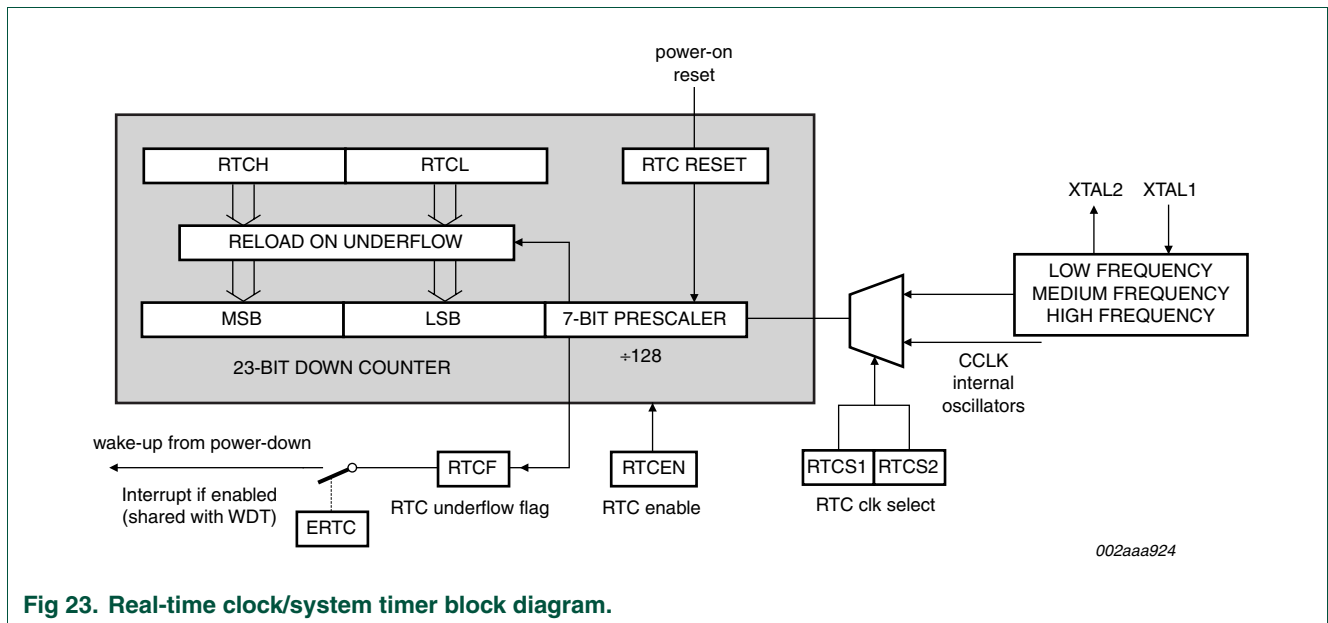 power-on
reset
RTCH RTCL RTC RESET
XTAL2 XTAL1
RELOAD ON UNDERFLOW
LOW FREQUENCY
MEDIUM FREQUENCY
HIGH FREQUENCY
MSB LSB 7-BIT PRESCALER
÷128
23-BIT DOWN COUNTER
CCLK
internal
oscillators
wake-up from power-down
RTCF RTCEN RTCS1 RTCS2
Interrupt if enabled
(shared with WDT)
RTC underflow flag RTC enable RTC clk select
ERTC
002aaa924
Fig 23. Real-time clock/system timer block diagram.